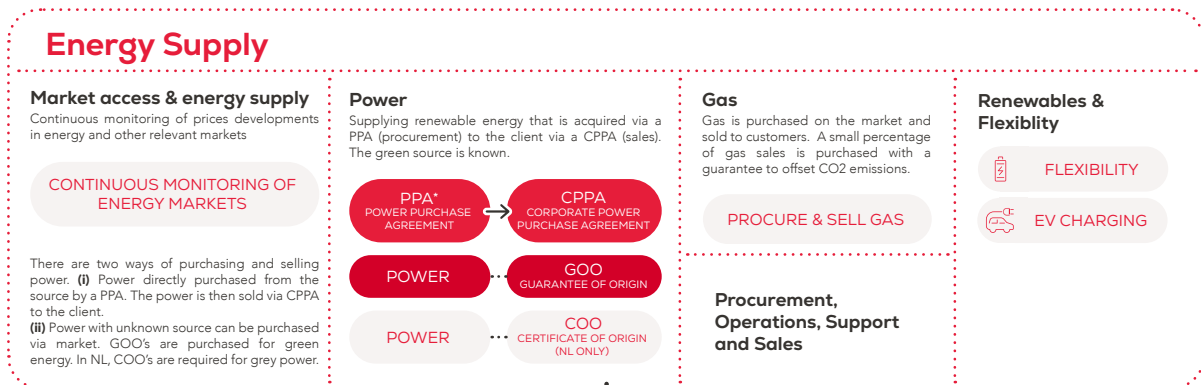 Energy Supply
Market access & energy supply
Continuous monitoring of prices developments
in energy and other relevant markets
CONTINUOUS MONITORING OF
ENERGY MARKETS
There are two ways of purchasing and selling
power. (i) Power directly purchased from the
source by a PPA. The power is then sold via CPPA
to the client.
(ii) Power with unknown source can be purchased
via market. GOO's are purchased for green
energy. In NL, COO's are required for grey power.
Power
Supplying renewable energy that is acquired via a
PPA (procurement) to the client via a CPPA (sales).
The green source is known.
PPA*
POWER PURCHASE
AGREEMENT
CPPA
CORPORATE POWER
PURCHASE AGREEMENT
POWER
GOO
GUARANTEE OF ORIGIN
POWER
COO
CERTIFICATE OF ORIGIN
(NL ONLY)
Gas
Gas is purchased on the market and
sold to customers. A small percentage
of gas sales is purchased with a
guarantee to offset CO2 emissions.
PROCURE & SELL GAS
Procurement,
Operations, Support
and Sales
Renewables &
Flexiblity
FLEXIBILITY
EV CHARGING